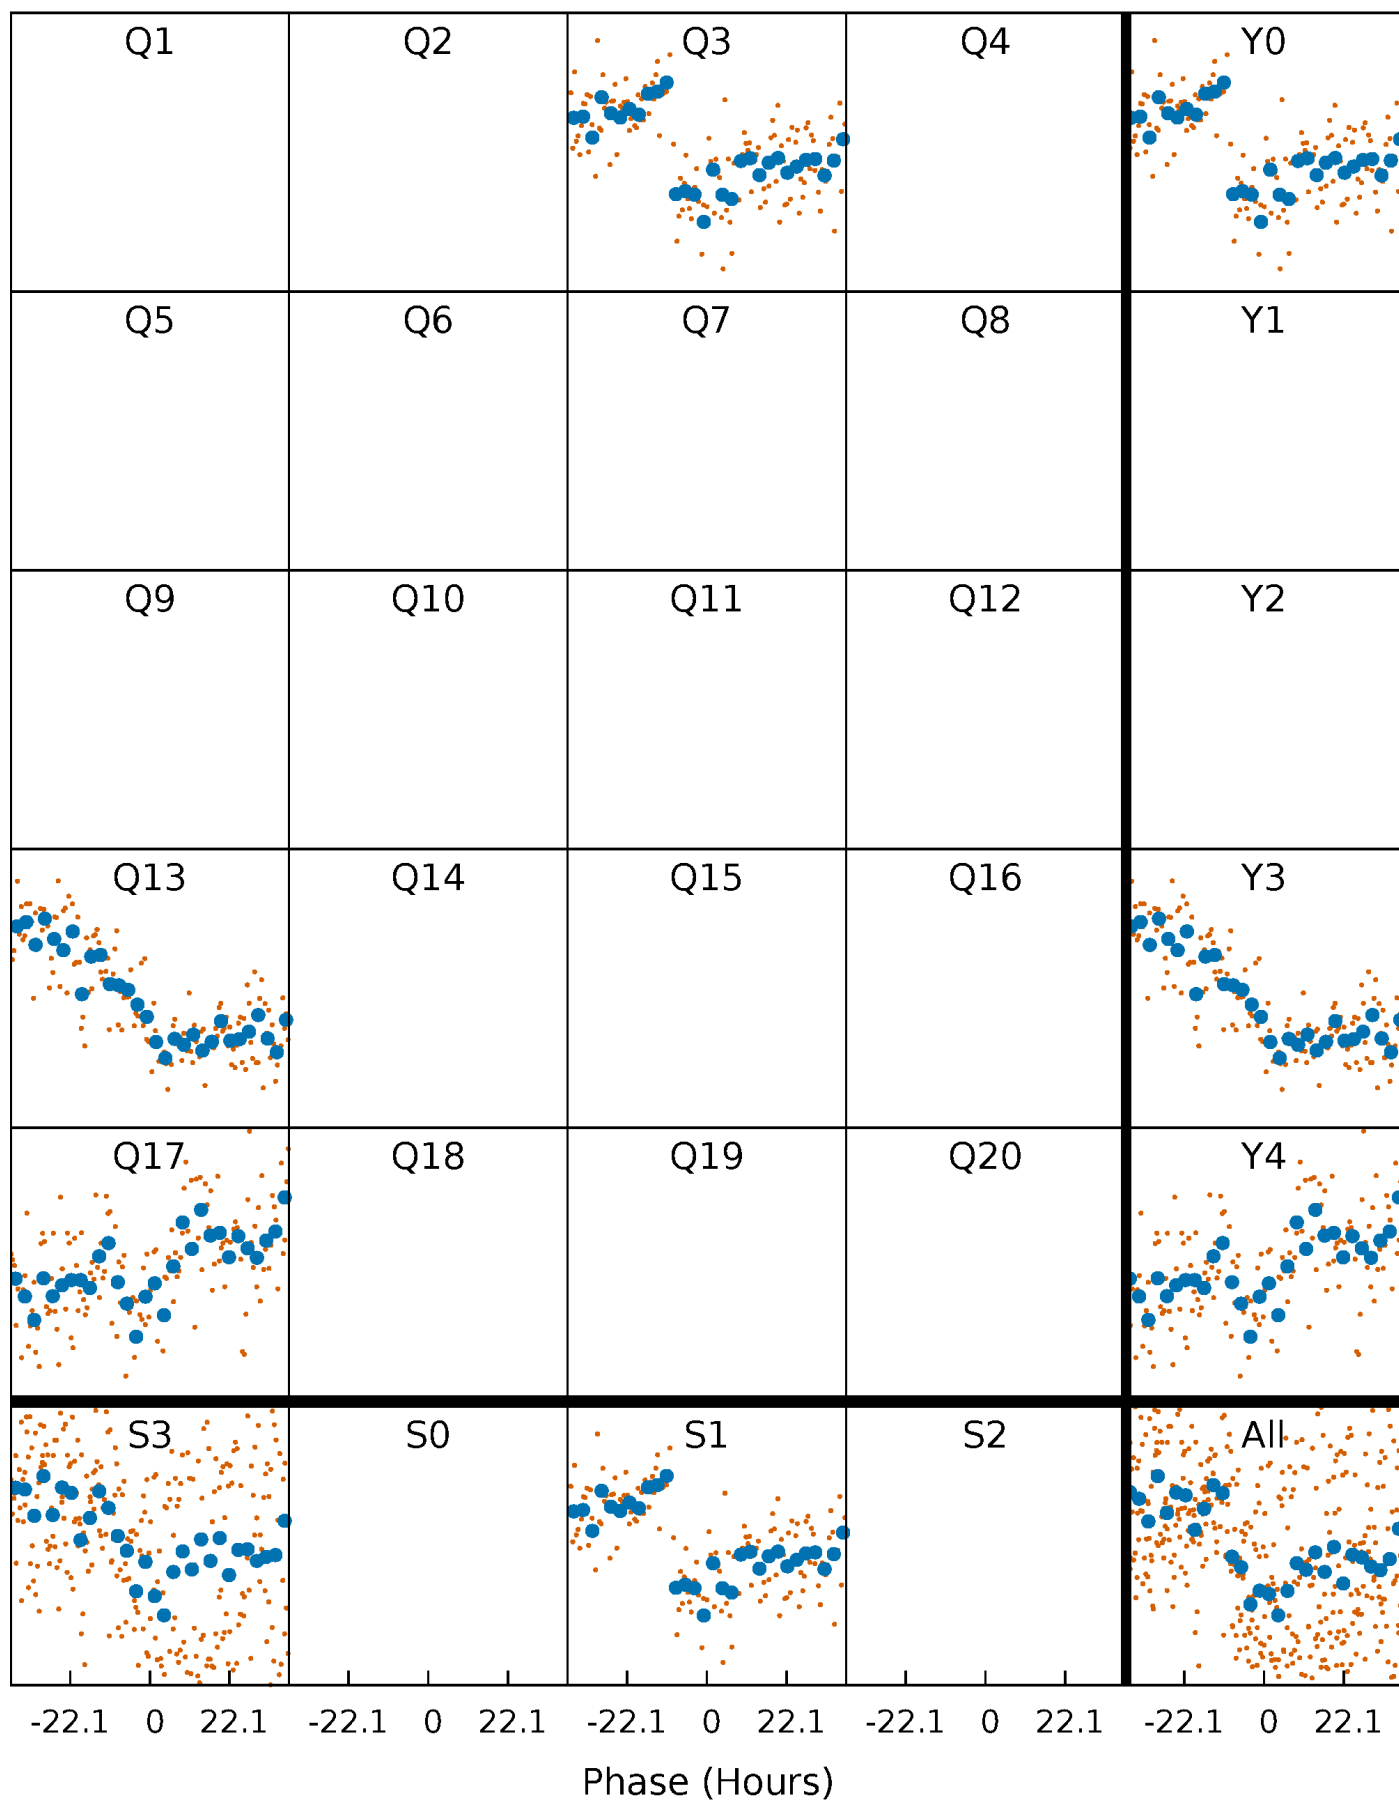 Q1 Q2 Q3 Q4 Y0
Q5 Q6 Q7 Q8 Y1
Q9 Q10 Q11 Q12 Y2
Q13 Q14 Q15 Q16 Y3
Q17 Q18 Q19 Q20 Y4
S3 S0 S1 S2 All
-22.1 0 22.1 -22.1 0 22.1 -22.1 0 22.1 -22.1 0 22.1 -22.1 0 22.1
Phase (Hours)